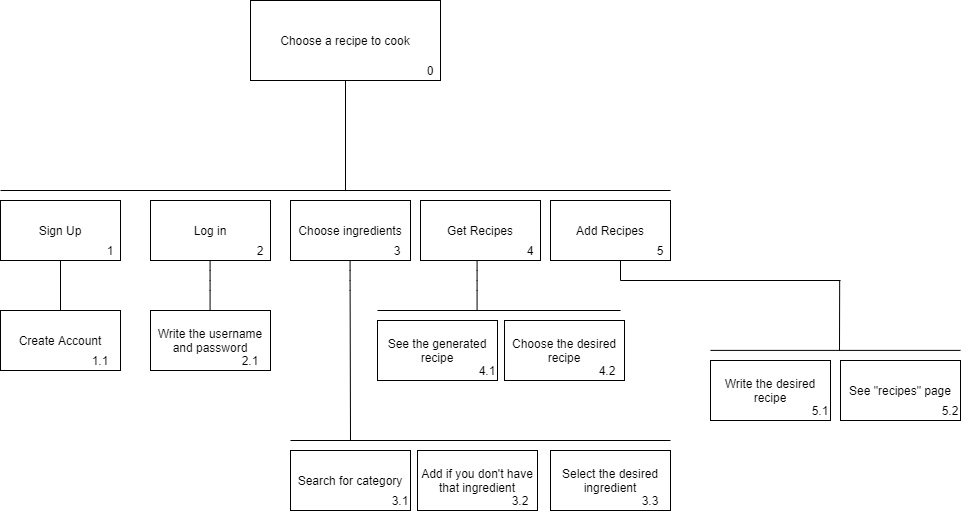 Choose a recipe to cook
0
Sign Up
1
Log in
2
Choose ingredients
3
Get Recipes
4
Add Recipes
5
Create Account
1.1
Write the username
and password
2.1
See the generated
recipe
4.1
Choose the desired
recipe
4.2
Write the desired
recipe
5.1
See "recipes" page
5.2
Search for category
3.1
Add if you don't have
that ingredient
3.2
Select the desired
ingredient
3.3